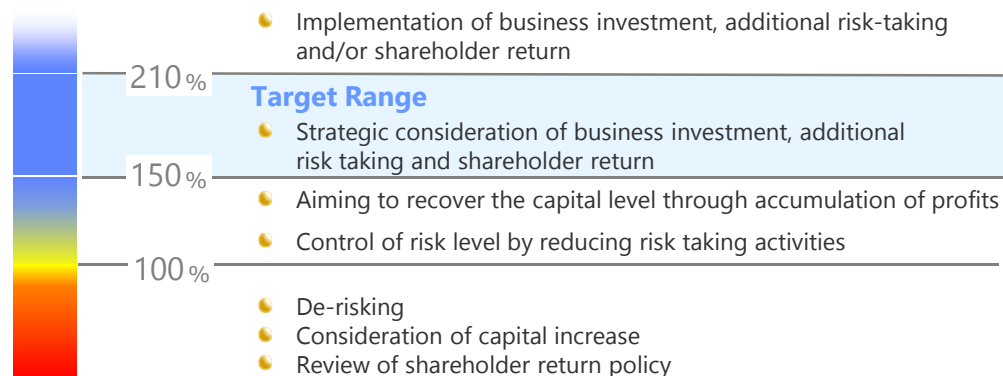 Implementation of business investment, additional risk-taking
and/or shareholder return
210%
Target Range
Strategic consideration of business investment, additional
risk taking and shareholder return
150%
Aiming to recover the capital level through accumulation of profits
Control of risk level by reducing risk taking activities
100%
De-risking
Consideration of capital increase
Review of shareholder return policy